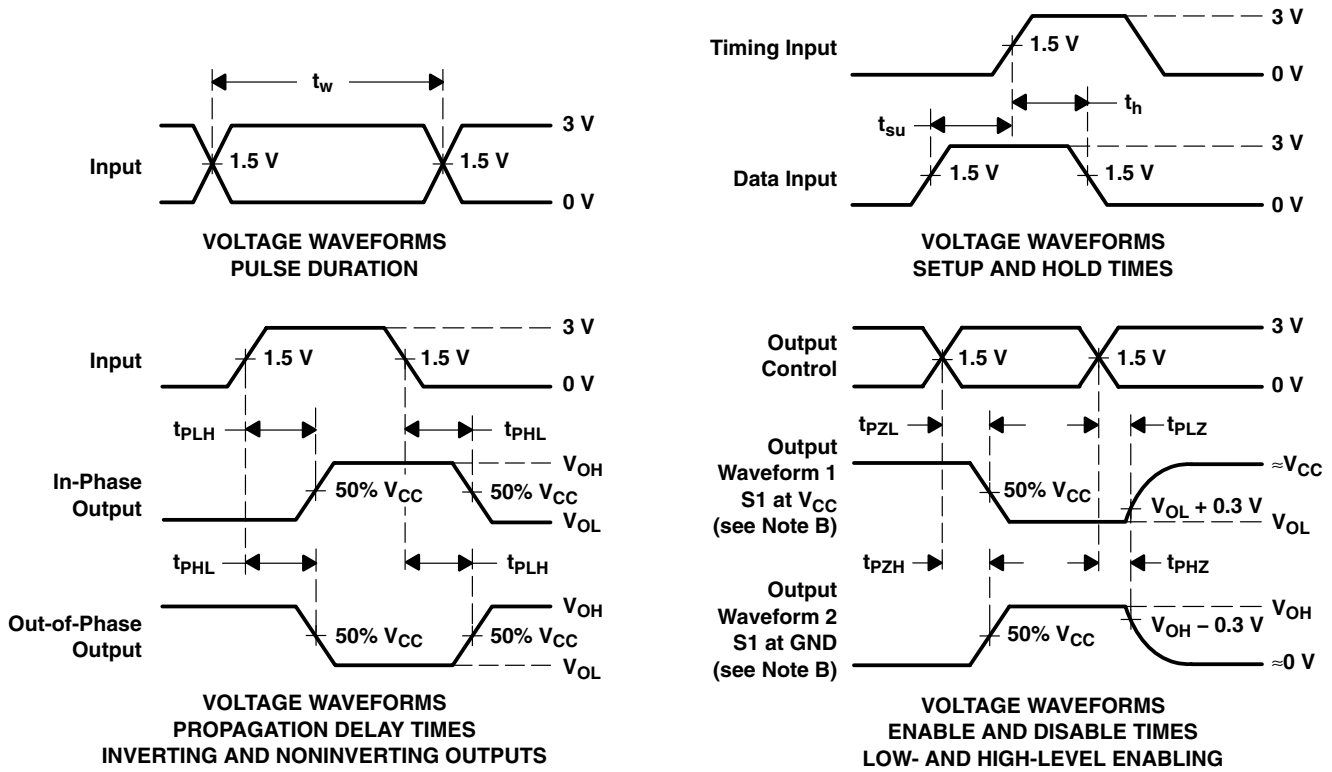 t_w
Input
3 V
1.5 V
1.5 V
0 V
VOLTAGE WAVEFORMS
PULSE DURATION
Timing Input
3 V
1.5 V
0 V
t_h
t_su
Data Input
3 V
1.5 V
1.5 V
0 V
VOLTAGE WAVEFORMS
SETUP AND HOLD TIMES
Input
3 V
1.5 V
1.5 V
0 V
t_PLH
t_PHL
In-Phase
Output
V_OH
50% V_CC
50% V_CC
V_OL
t_PHL
t_PLH
Out-of-Phase
Output
V_OH
50% V_CC
50% V_CC
V_OL
VOLTAGE WAVEFORMS
PROPAGATION DELAY TIMES
INVERTING AND NONINVERTING OUTPUTS
Output
Control
3 V
1.5 V
1.5 V
0 V
t_PZL
t_PLZ
Output
Waveform 1
S1 at V_CC
(see Note B)
≈V_CC
50% V_CC
V_OL + 0.3 V
V_OL
t_PZH
t_PHZ
Output
Waveform 2
S1 at GND
(see Note B)
V_OH
50% V_CC
V_OH − 0.3 V
≈0 V
VOLTAGE WAVEFORMS
ENABLE AND DISABLE TIMES
LOW- AND HIGH-LEVEL ENABLING